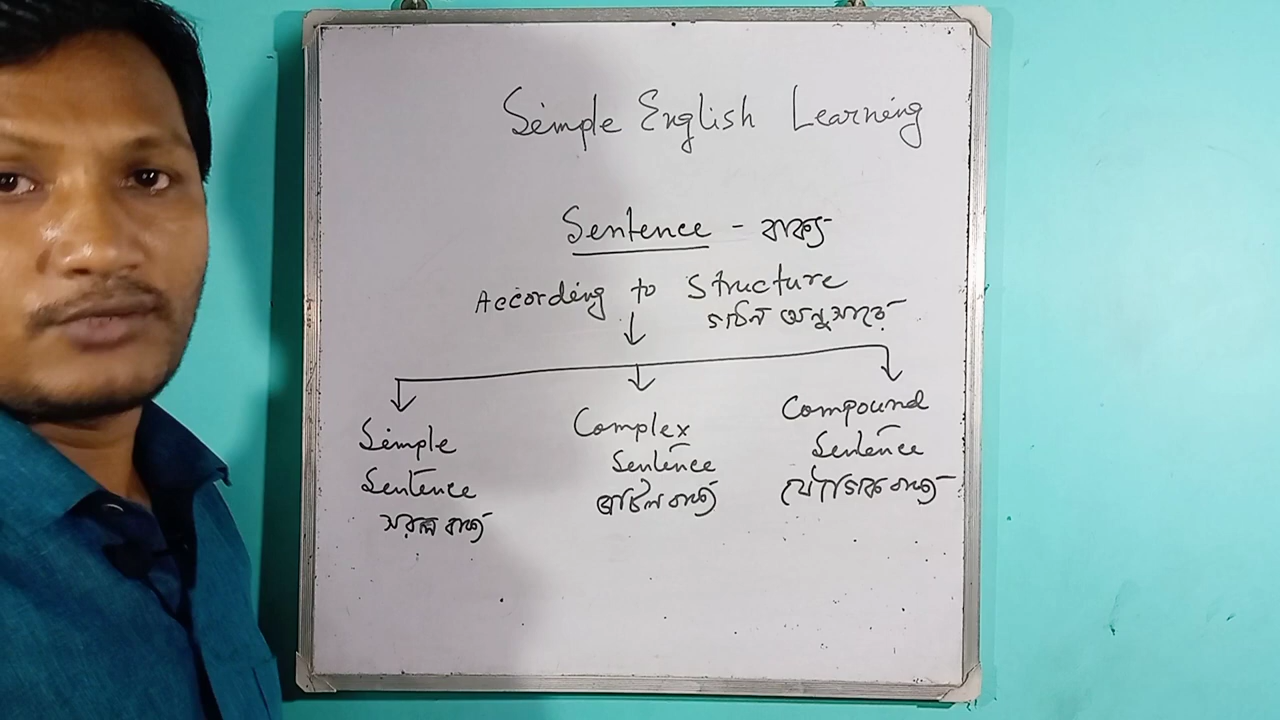 Simple English Learning
Sentence - বাক্য
According to Structure
গঠন অনুসারে
Simple
Sentence
সরল বাক্য
Complex
Sentence
জটিল বাক্য
Compound
Sentence
যৌগিক বাক্য